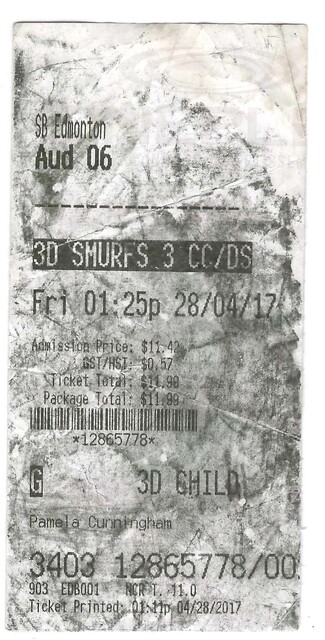 SB Edmonton
Aud 06
3D SMURFS 3 CC/DS
Fri 01:25p 28/04/17
Admission Price: $11.42
GST/HST: $0.57
Ticket Total: $11.99
Package Total: $11.99
*12865778*
G 3D CHILD
Pamela Cunningham
3403 12865778/00
903 EDB001 NCR T. 11.0
Ticket Printed: 01:11p 04/28/2017